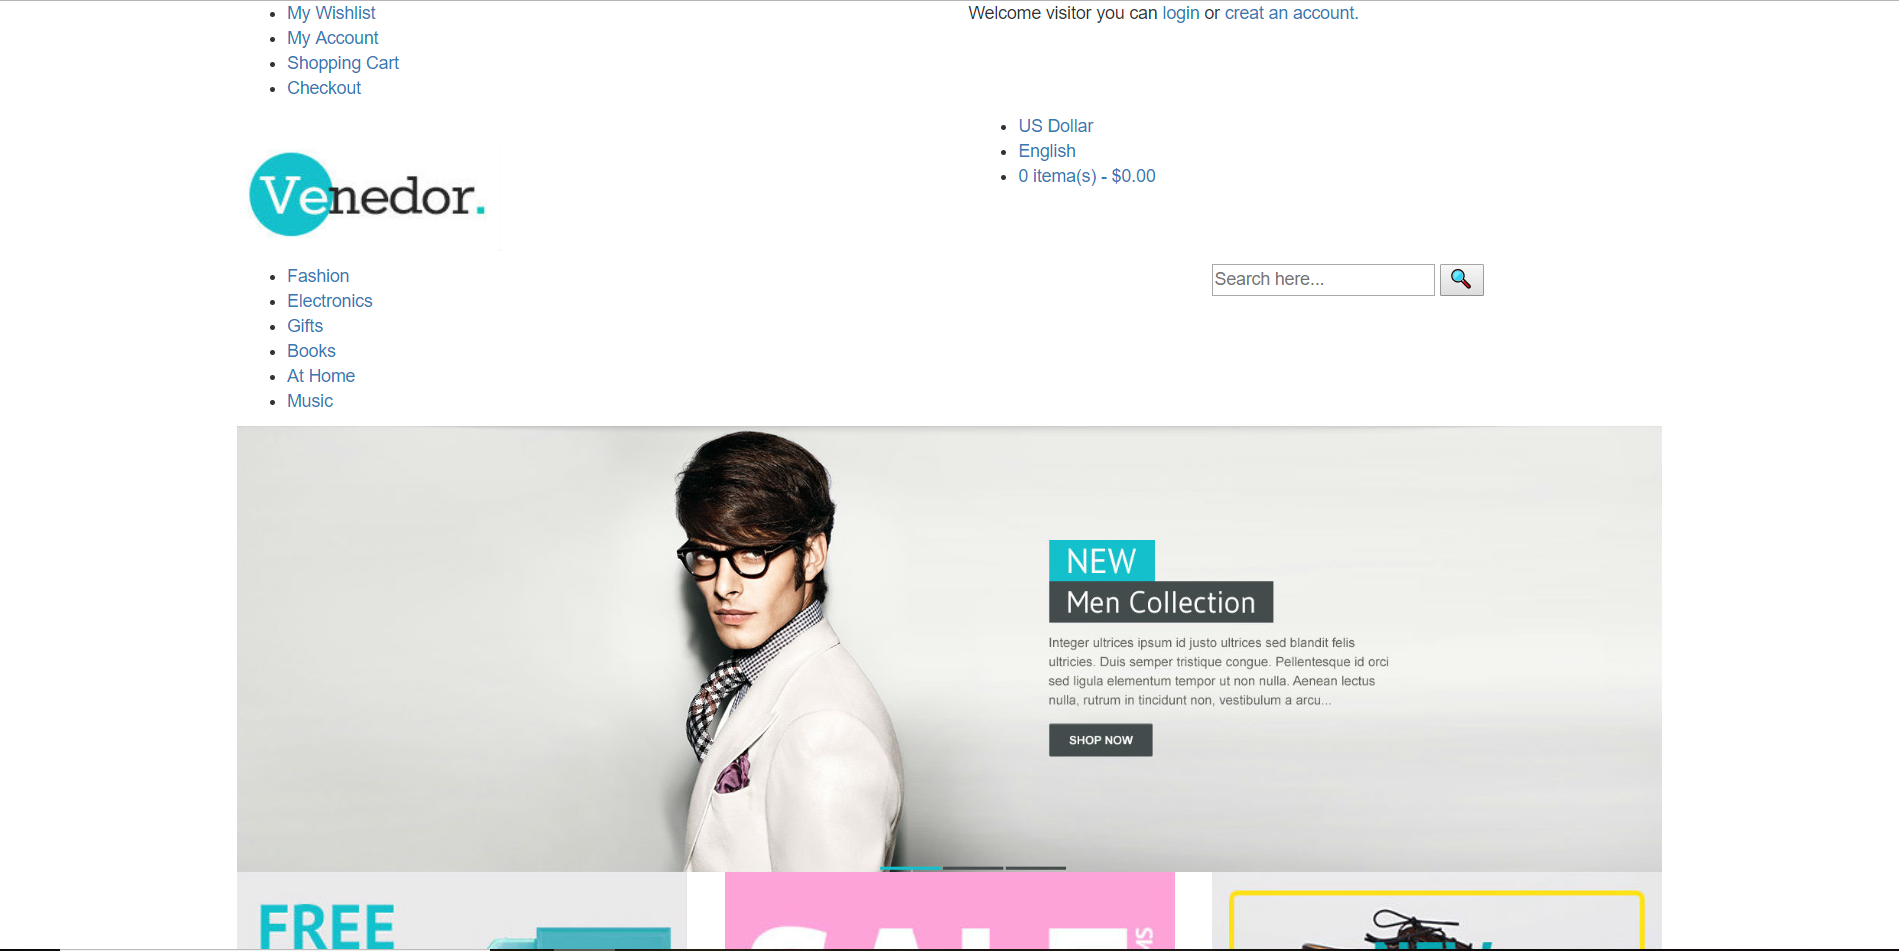 My Wishlist
My Account
Shopping Cart
Checkout
Welcome visitor you can login or creat an account.
US Dollar
English
0 itema(s) - $0.00
Venedor.
Fashion
Electronics
Gifts
Books
At Home
Music
Search here...
NEW
Men Collection
Integer ultrices ipsum id justo ultrices sed blandit felis
ultricies. Duis semper tristique congue. Pellentesque id orci
sed ligula elementum tempor ut non nulla. Aenean lectus
nulla, rutrum in tincidunt non, vestibulum a arcu...
SHOP NOW
FREE
SALE